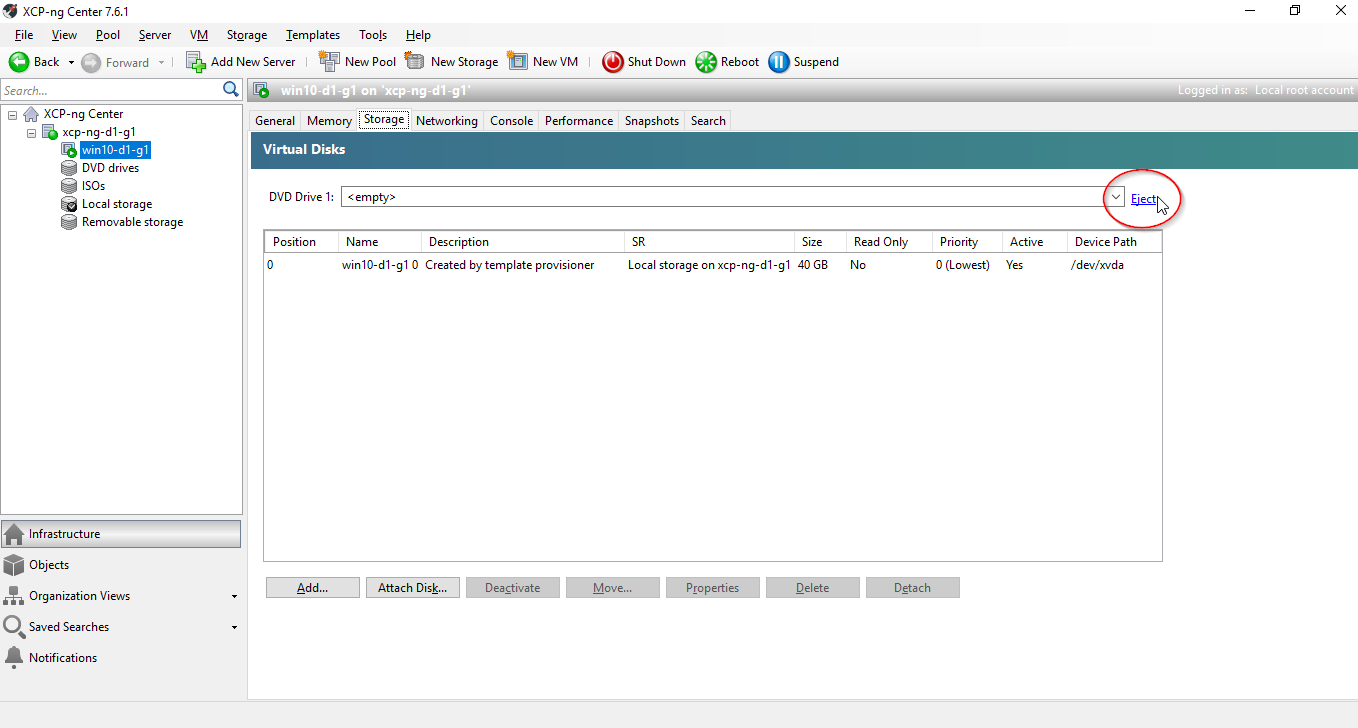 XCP-ng Center 7.6.1
File View Pool Server VM Storage Templates Tools Help
Back Forward Add New Server New Pool New Storage New VM Shut Down Reboot Suspend
Search...
win10-d1-g1 on 'xcp-ng-d1-g1' Logged in as: Local root account
XCP-ng Center
xcp-ng-d1-g1
win10-d1-g1
DVD drives
ISOs
Local storage
Removable storage
General Memory Storage Networking Console Performance Snapshots Search
Virtual Disks
DVD Drive 1: <empty> Eject
Position Name Description SR Size Read Only Priority Active Device Path
0 win10-d1-g1 0 Created by template provisioner Local storage on xcp-ng-d1-g1 40 GB No 0 (Lowest) Yes /dev/xvda
Add... Attach Disk... Deactivate Move... Properties Delete Detach
Infrastructure
Objects
Organization Views
Saved Searches
Notifications